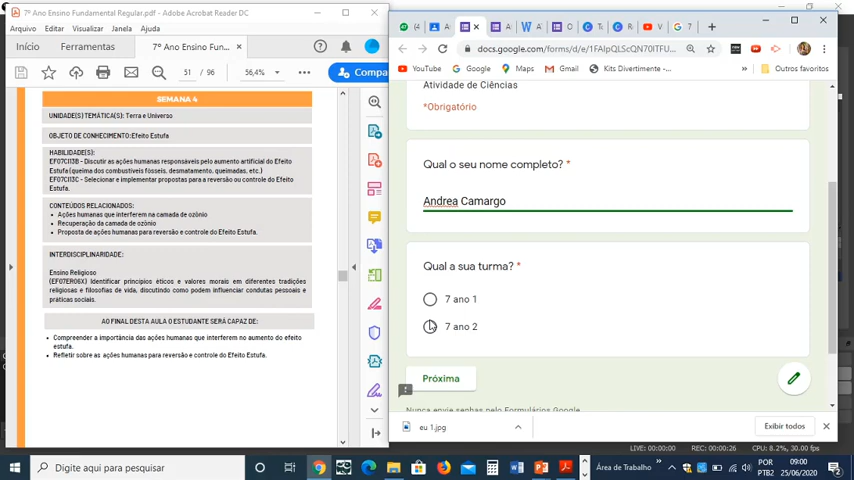 7º Ano Ensino Fundamental Regular.pdf - Adobe Acrobat Reader DC
Arquivo Editar Visualizar Assinar Janela Ajuda
Início Ferramentas 7º Ano Ensino Fun... ×
51 / 96 56,4% Compa
SEMANA 4
UNIDADE(S) TEMÁTICA(S): Terra e Universo
OBJETO DE CONHECIMENTO:Efeito Estufa
HABILIDADE(S):
EF07CI13B - Discutir as ações humanas responsáveis pelo aumento artificial do Efeito
Estufa (queima dos combustíveis fósseis, desmatamento, queimadas, etc.)
EF07CI13C - Selecionar e implementar propostas para a reversão ou controle do Efeito
Estufa.
CONTEÚDOS RELACIONADOS:
• Ações humanas que interferem na camada de ozônio
• Recuperação da camada de ozônio
• Proposta de ações humanas para reversão e controle do Efeito Estufa.
INTERDISCIPLINARIDADE:
Ensino Religioso
(EF07ER06X) Identificar princípios éticos e valores morais em diferentes tradições
religiosas e filosofias de vida, discutindo como podem influenciar condutas pessoais e
práticas sociais.
AO FINAL DESTA AULA O ESTUDANTE SERÁ CAPAZ DE:
• Compreender a importância das ações humanas que interferem no aumento do efeito
estufa.
• Refletir sobre as ações humanas para reversão e controle do Efeito Estufa.
docs.google.com/forms/d/e/1FAIpQLScQN70lTFU...
YouTube Google Maps Gmail Kits Divertimente -... » Outros favoritos
Atividade de Ciências
*Obrigatório
Qual o seu nome completo? *
Andrea Camargo
Qual a sua turma? *
7 ano 1
7 ano 2
Próxima
Nunca envie senhas pelo Formulários Google.
eu 1.jpg
Exibir todos
LIVE: 00:00:00 REC: 00:00:26 CPU: 8.2%, 30.00 fps
Digite aqui para pesquisar
Área de Trabalho »
POR
PTB2
09:00
25/06/2020
2